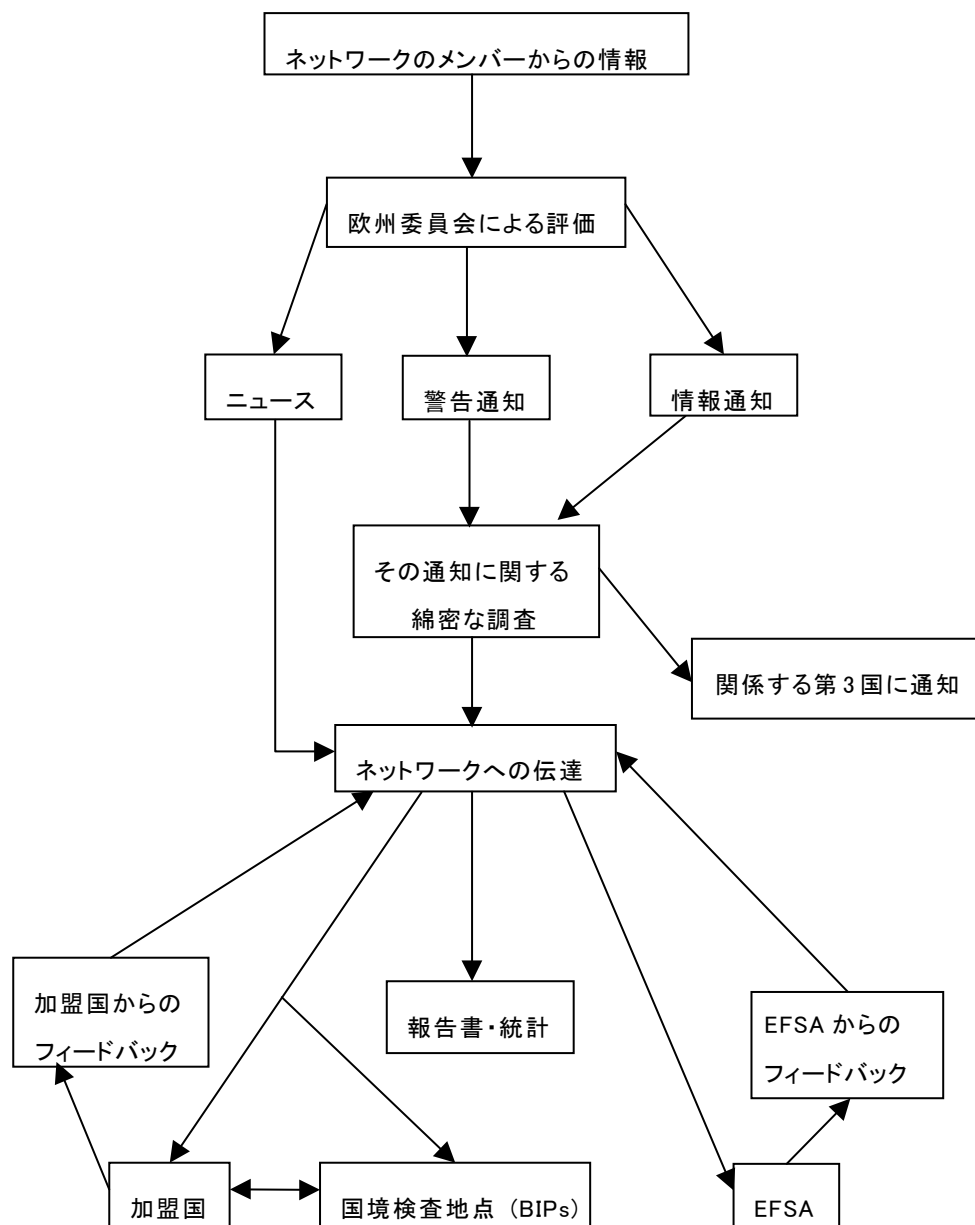 ネットワークのメンバーからの情報
欧州委員会による評価
ニュース
警告通知
情報通知
その通知に関する
綿密な調査
関係する第3国に通知
ネットワークへの伝達
加盟国からの
フィードバック
報告書・統計
EFSA からの
フィードバック
加盟国
国境検査地点（BIPs）
EFSA